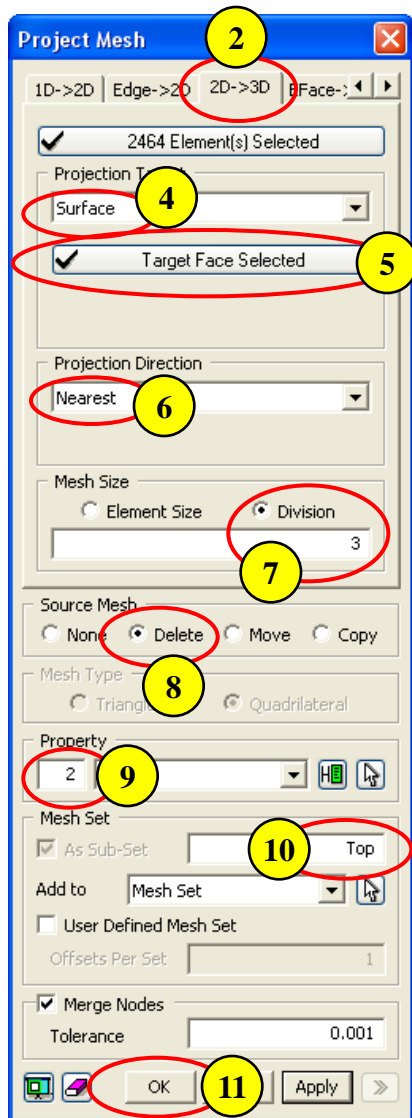 Project Mesh
2
1D->2D Edge->2D 2D->3D
2464 Element(s) Selected
Projection
4
Surface
Target Face Selected
5
Projection Direction
Nearest
6
Mesh Size
Element Size Division
3
7
Source Mesh
None Delete Move Copy
Mesh Type
8
Quadrilateral
Property
2
9
Mesh Set
As Sub-Set
10
Top
Add to Mesh Set
User Defined Mesh Set
Offsets Per Set 1
Merge Nodes
Tolerance 0.001
OK
11
Apply